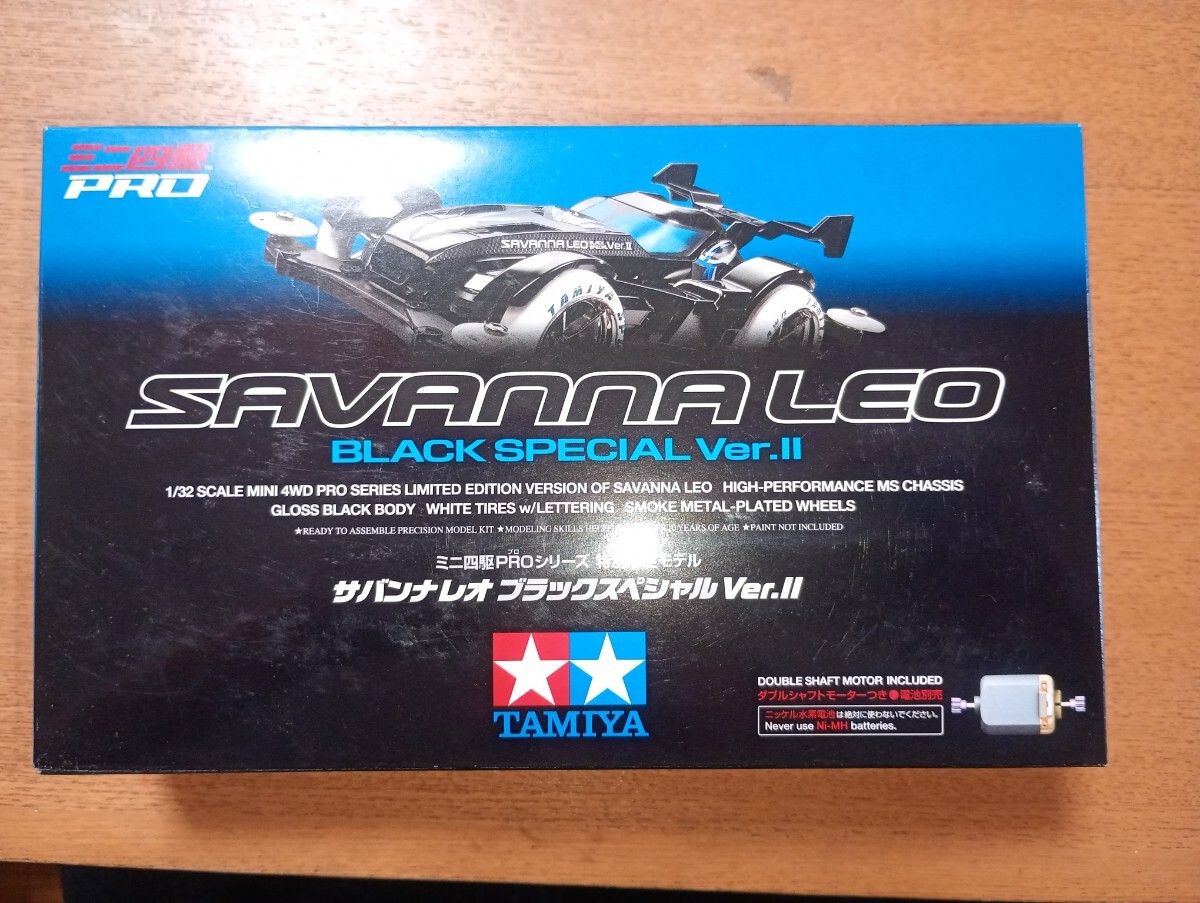 ミニ四駆
PRO
SAVANNA LEO Ver.II
TAMIYA
SAVANNA LEO
BLACK SPECIAL Ver.II
1/32 SCALE MINI 4WD PRO SERIES LIMITED EDITION VERSION OF SAVANNA LEO HIGH-PERFORMANCE MS CHASSIS
GLOSS BLACK BODY WHITE TIRES w/LETTERING SMOKE METAL-PLATED WHEELS
★READY TO ASSEMBLE PRECISION MODEL KIT ★MODELING SKILLS YEARS OF AGE ★PAINT NOT INCLUDED
プロ
ミニ四駆PROシリーズ モデル
サバンナレオ ブラックスペシャル Ver.II
TAMIYA
DOUBLE SHAFT MOTOR INCLUDED
ダブルシャフトモーターつき●電池別売
ニッケル水素電池は絶対に使わないでください。
Never use Ni-MH batteries.